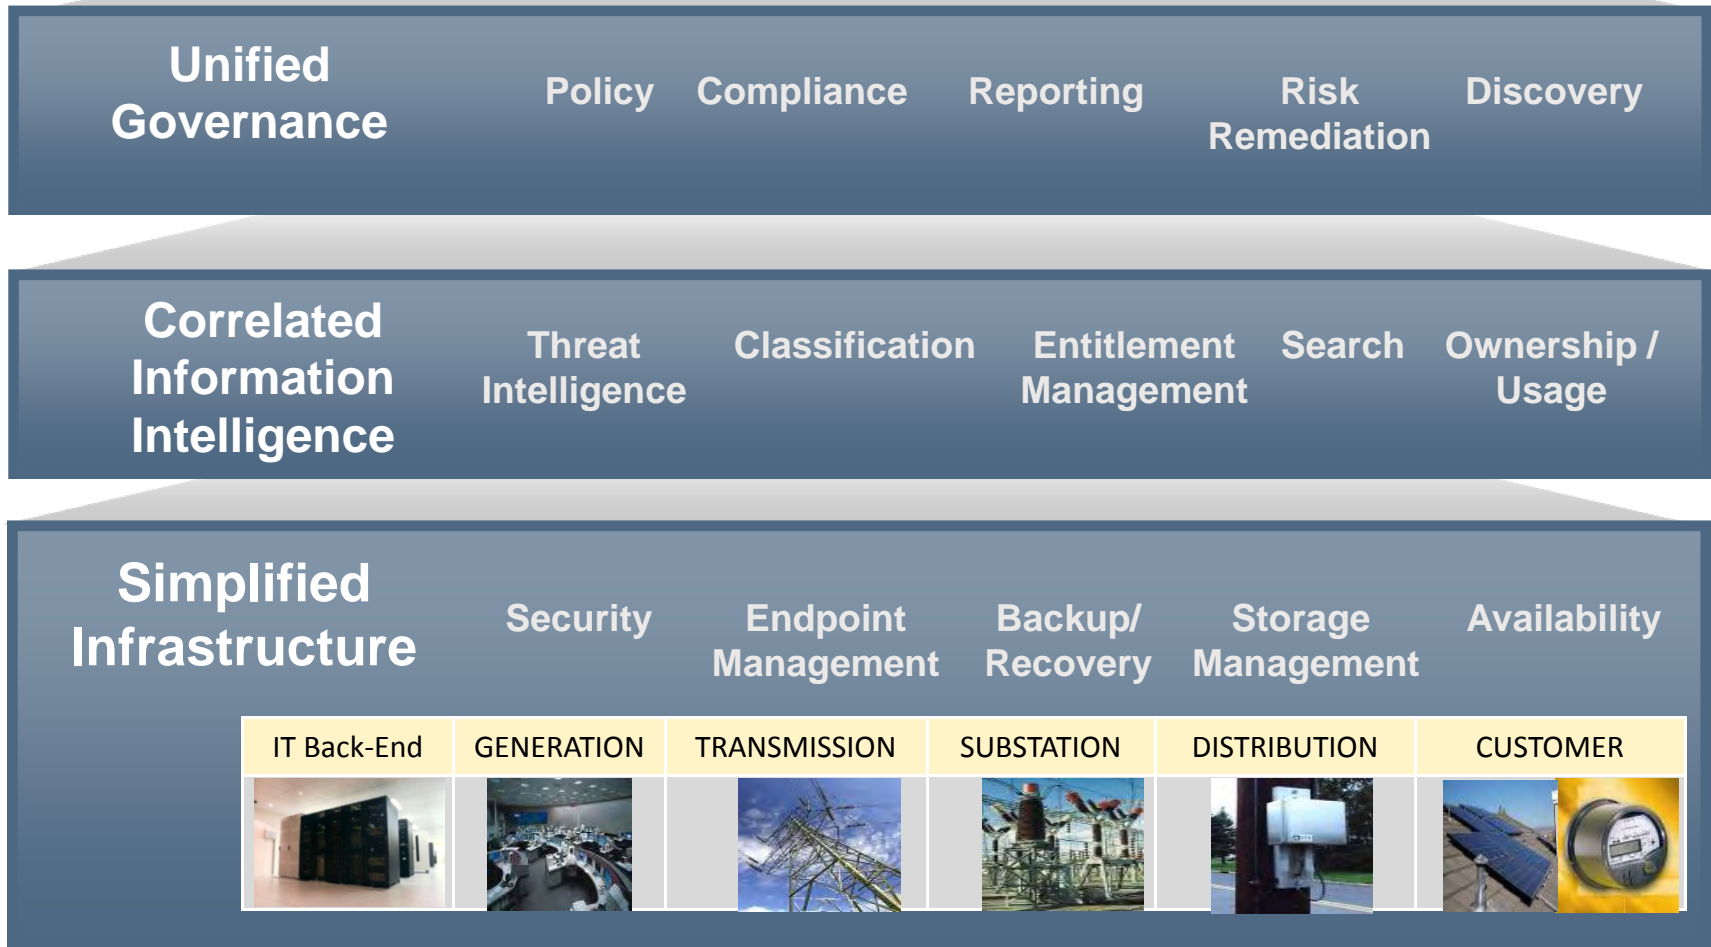 Unified
Governance
Policy Compliance Reporting Risk Discovery
Remediation
Correlated
Information
Intelligence
Threat Classification Entitlement Search Ownership /
Intelligence Management Usage
Simplified
Infrastructure
Security Endpoint Backup/ Storage Availability
Management Recovery Management
IT Back-End GENERATION TRANSMISSION SUBSTATION DISTRIBUTION CUSTOMER